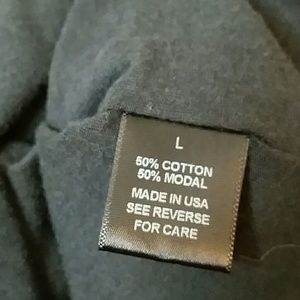 L
50% COTTON
50% MODAL
MADE IN USA
SEE REVERSE
FOR CARE